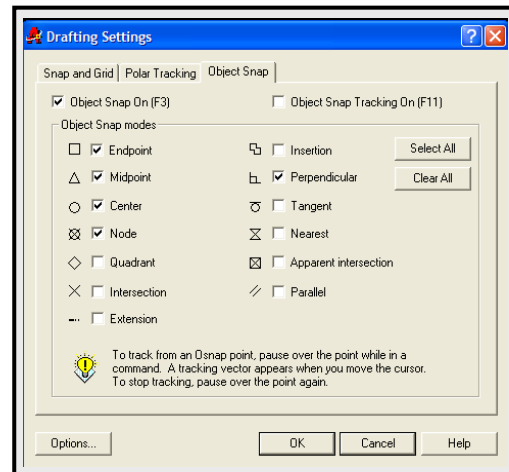 Drafting Settings
Snap and Grid Polar Tracking Object Snap
Object Snap On (F3) Object Snap Tracking On (F11)
Object Snap modes
Endpoint Insertion Select All
Midpoint Perpendicular Clear All
Center Tangent
Node Nearest
Quadrant Apparent intersection
Intersection Parallel
Extension
To track from an Osnap point, pause over the point while in a
command. A tracking vector appears when you move the cursor.
To stop tracking, pause over the point again.
Options... OK Cancel Help